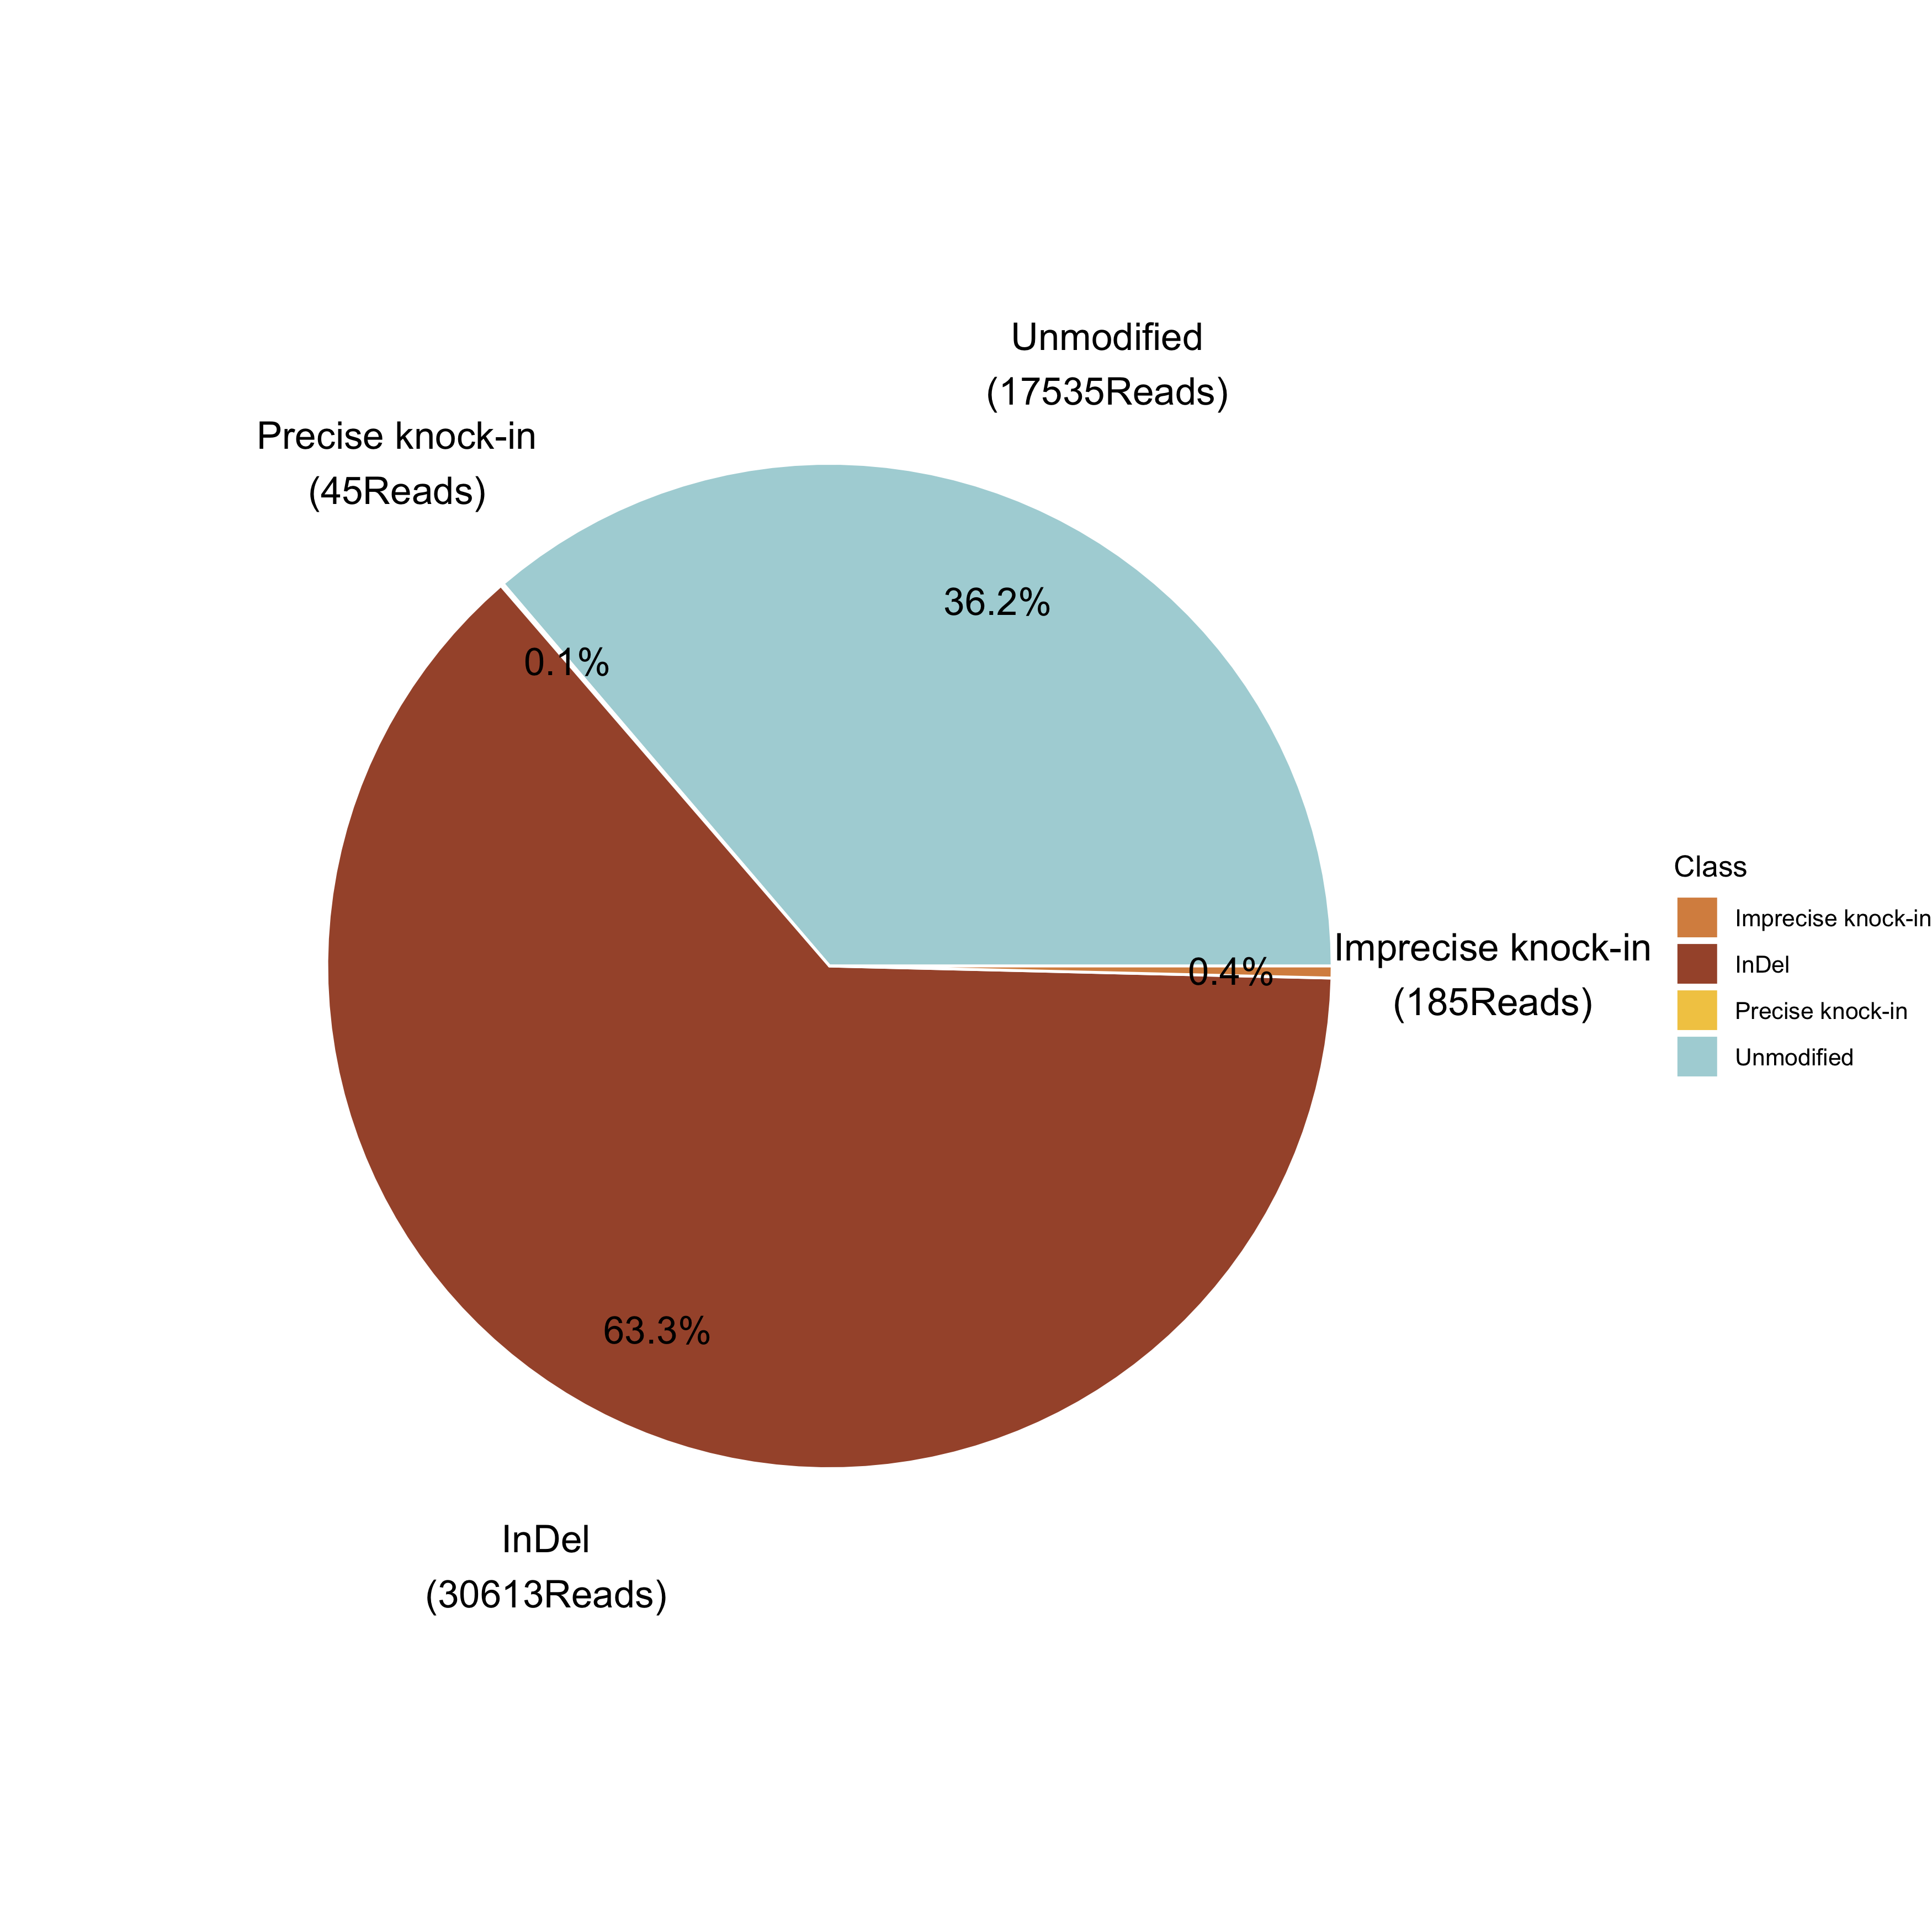 Unmodified
(17535Reads)
Precise knock-in
(45Reads)
36.2%
0.1%
Imprecise knock-in
(185Reads)
0.4%
63.3%
InDel
(30613Reads)
Class
Imprecise knock-in
InDel
Precise knock-in
Unmodified